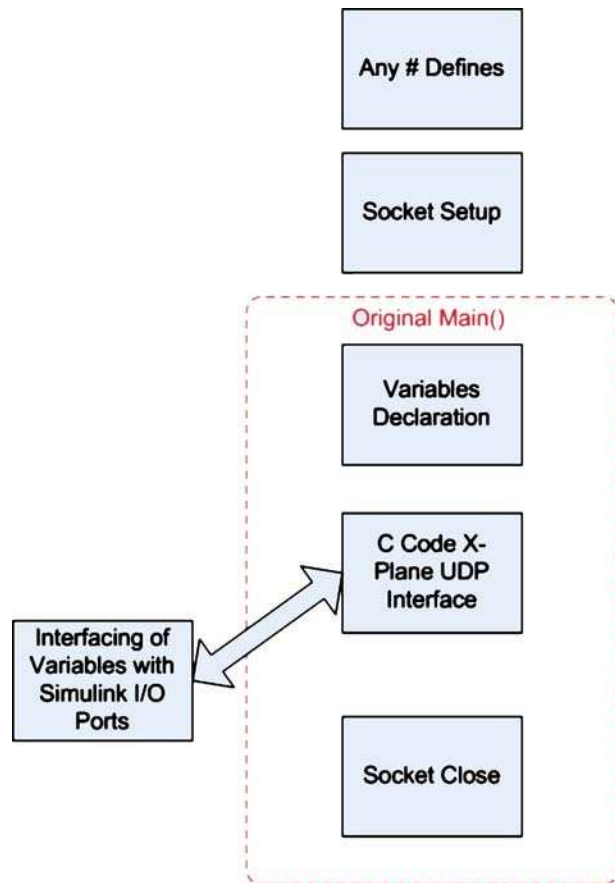 Any # Defines
Socket Setup
Original Main()
Variables
Declaration
C Code X-
Plane UDP
Interface
Interfacing of
Variables with
Simulink I/O
Ports
Socket Close